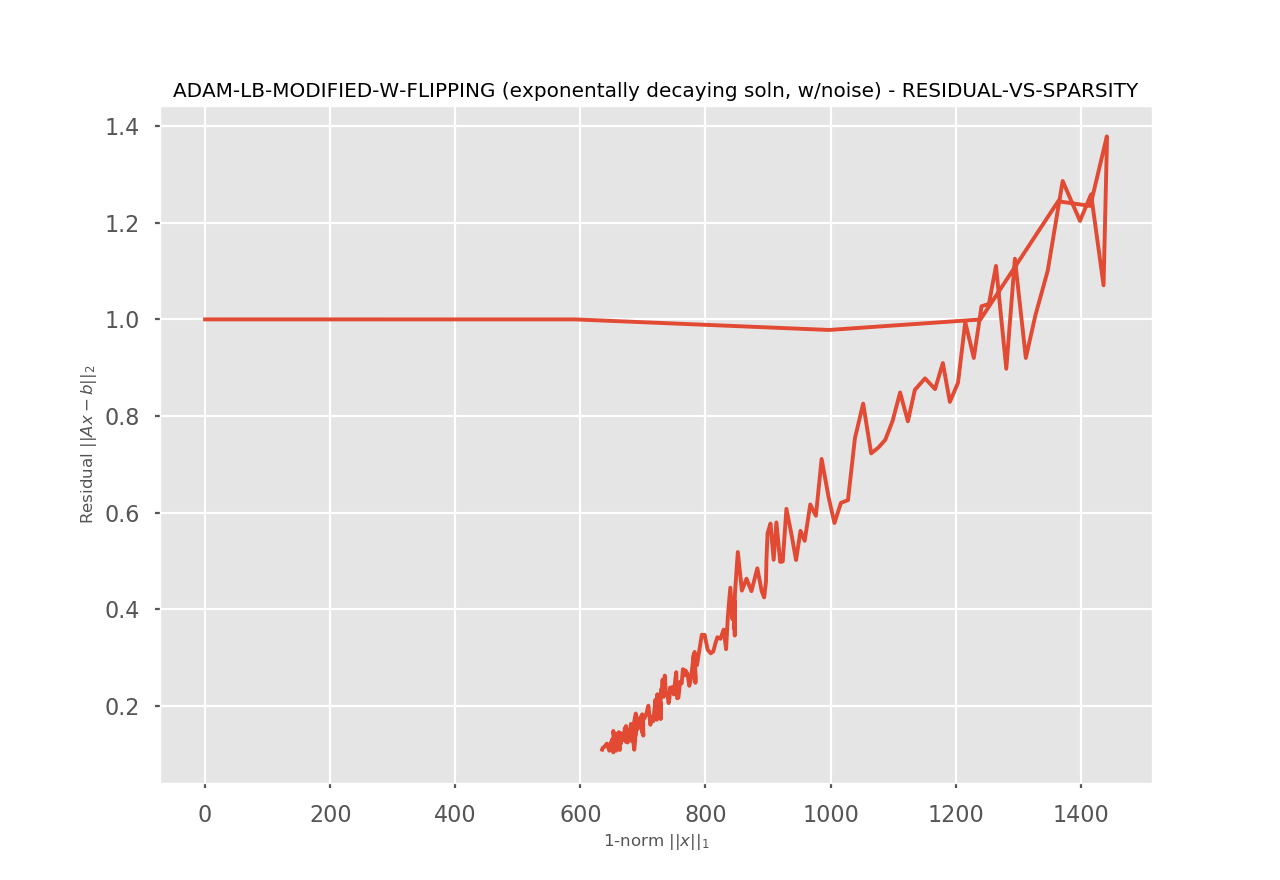 ADAM-LB-MODIFIED-W-FLIPPING (exponentially decaying soln, w/noise) - RESIDUAL-VS-SPARSITY
1.4
1.2
1.0
0.8
0.6
0.4
0.2
Residual ||Ax − b||₂
0 200 400 600 800 1000 1200 1400
1-norm ||x||₁